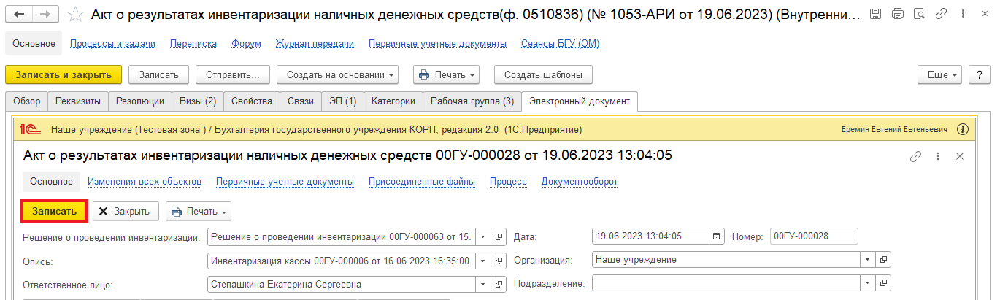 Акт о результатах инвентаризации наличных денежных средств(ф. 0510836) (№ 1053-АРИ от 19.06.2023) (Внутренни...
Основное Процессы и задачи Переписка Форум Журнал передачи Первичные учетные документы Сеансы БГУ (ОМ)
Записать и закрыть Записать Отправить... Создать на основании Печать Создать шаблоны Еще ?
Обзор Реквизиты Резолюции Визы (2) Свойства Связи ЭП (1) Категории Рабочая группа (3) Электронный документ
1С Наше учреждение (Тестовая зона ) / Бухгалтерия государственного учреждения КОРП, редакция 2.0 (1С:Предприятие) Еремин Евгений Евгеньевич
Акт о результатах инвентаризации наличных денежных средств 00ГУ-000028 от 19.06.2023 13:04:05
Основное Изменения всех объектов Первичные учетные документы Присоединенные файлы Процесс Документооборот
Записать Закрыть Печать
Решение о проведении инвентаризации: Решение о проведении инвентаризации 00ГУ-000063 от 15. Дата: 19.06.2023 13:04:05 Номер: 00ГУ-000028
Опись: Инвентаризация кассы 00ГУ-000006 от 16.06.2023 16:35:00 Организация: Наше учреждение
Ответственное лицо: Степашкина Екатерина Сергеевна Подразделение: